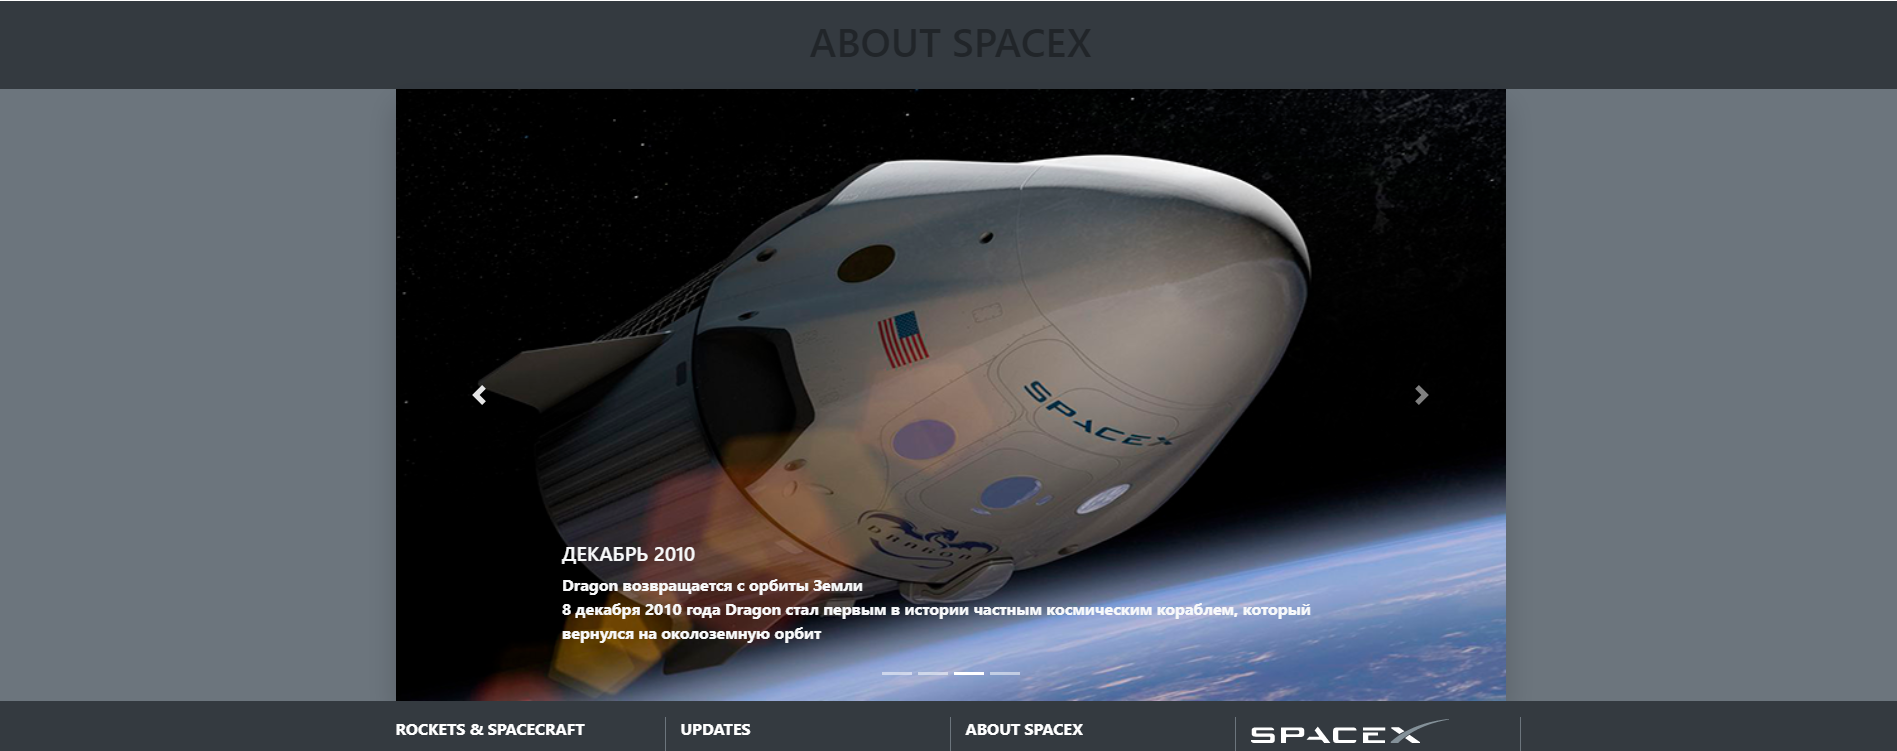 ABOUT SPACEX
SPACEX
DRAGON
ДЕКАБРЬ 2010
Dragon возвращается с орбиты Земли
8 декабря 2010 года Dragon стал первым в истории частным космическим кораблем, который
вернулся на околоземную орбит
ROCKETS & SPACECRAFT
UPDATES
ABOUT SPACEX
SPACEX